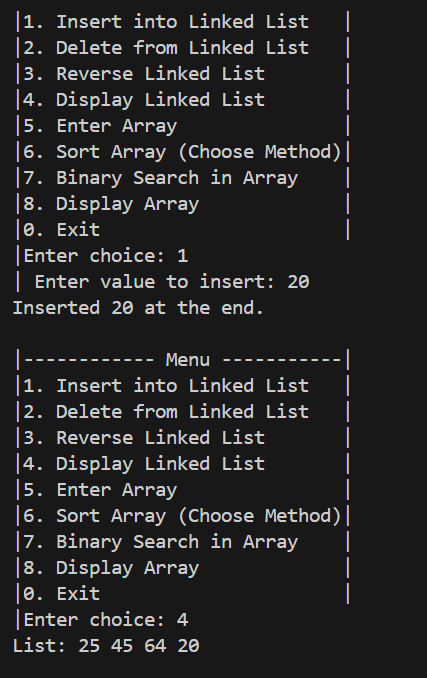 |1. Insert into Linked List   |
|2. Delete from Linked List   |
|3. Reverse Linked List       |
|4. Display Linked List       |
|5. Enter Array               |
|6. Sort Array (Choose Method)|
|7. Binary Search in Array    |
|8. Display Array             |
|0. Exit                      |
|Enter choice: 1
| Enter value to insert: 20
Inserted 20 at the end.

|------------ Menu -----------|
|1. Insert into Linked List   |
|2. Delete from Linked List   |
|3. Reverse Linked List       |
|4. Display Linked List       |
|5. Enter Array               |
|6. Sort Array (Choose Method)|
|7. Binary Search in Array    |
|8. Display Array             |
|0. Exit                      |
|Enter choice: 4
List: 25 45 64 20